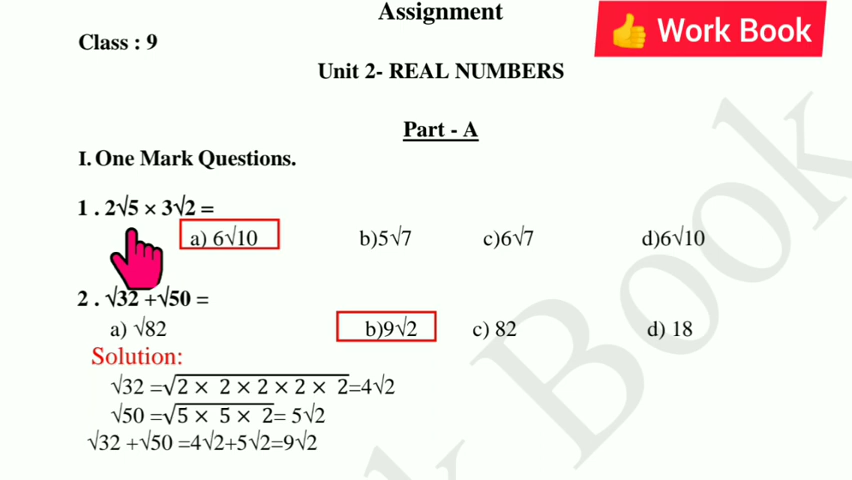 Assignment
👍 Work Book
Class : 9
Unit 2- REAL NUMBERS
Part - A
I. One Mark Questions.
1 . 2√5 × 3√2 =
a) 6√10 b)5√7 c)6√7 d)6√10
2 . √32 +√50 =
a) √82 b)9√2 c) 82 d) 18
Solution:
√32 =√2 × 2 × 2 × 2 × 2=4√2
√50 =√5 × 5 × 2= 5√2
√32 +√50 =4√2+5√2=9√2
k Book